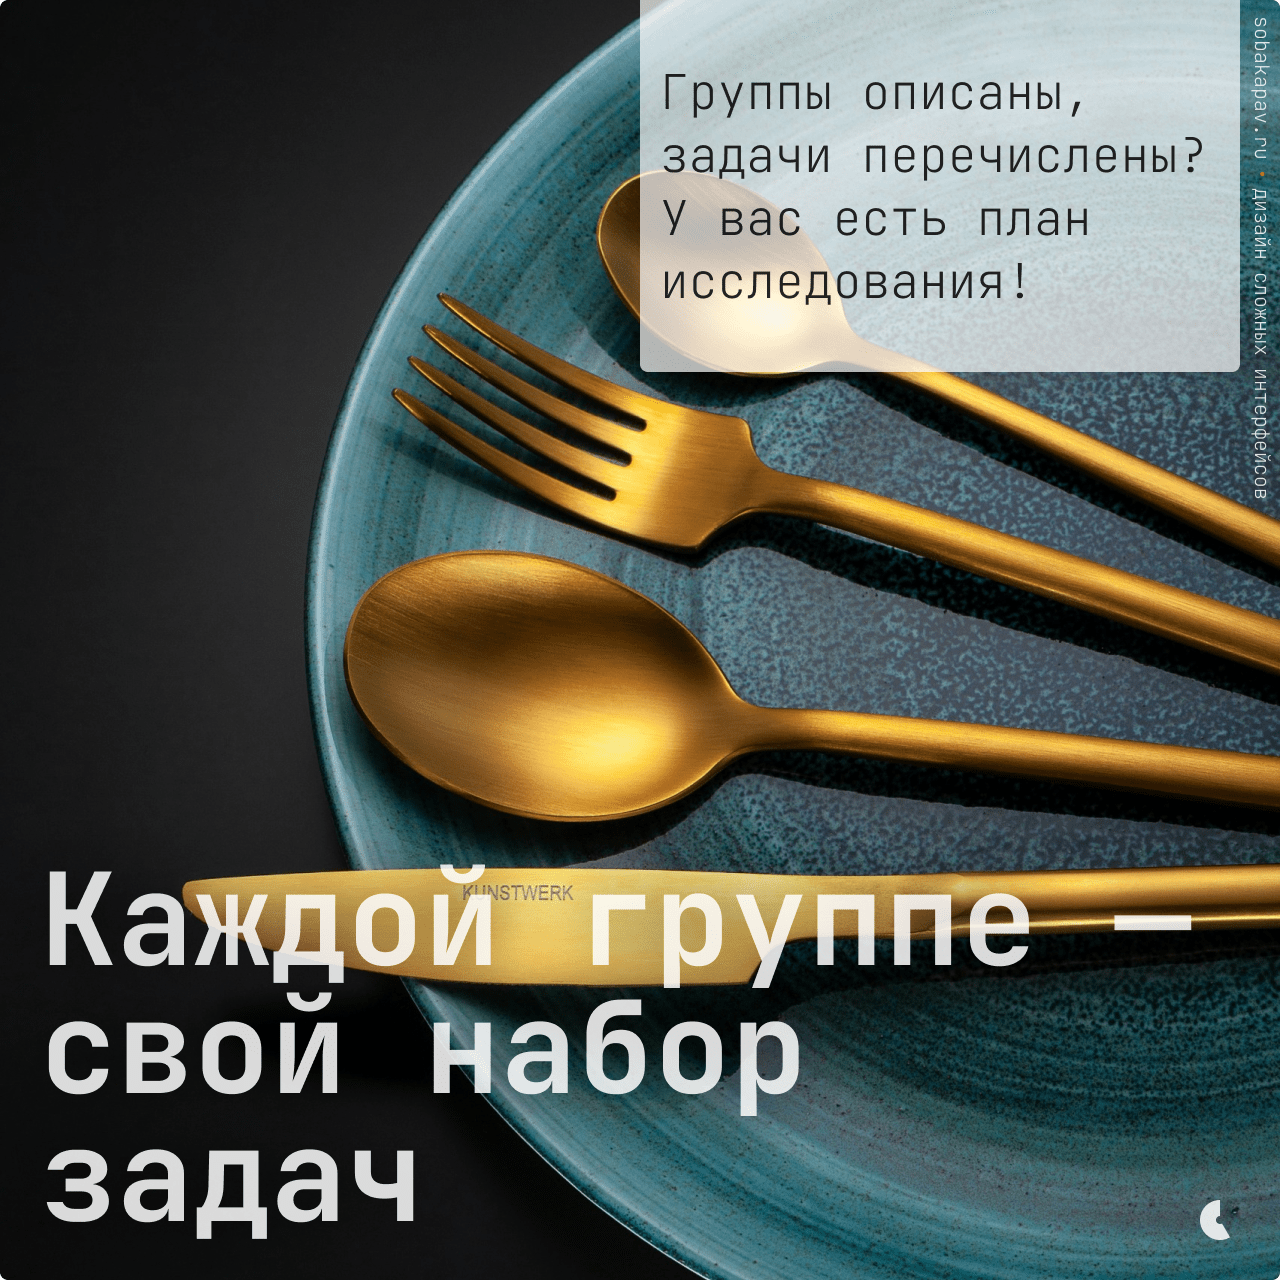 Группы описаны,
задачи перечислены?
У вас есть план
исследования!
sobakapav.ru • дизайн сложных интерфейсов
KUNSTWERK
Каждой группе —
свой набор
задач